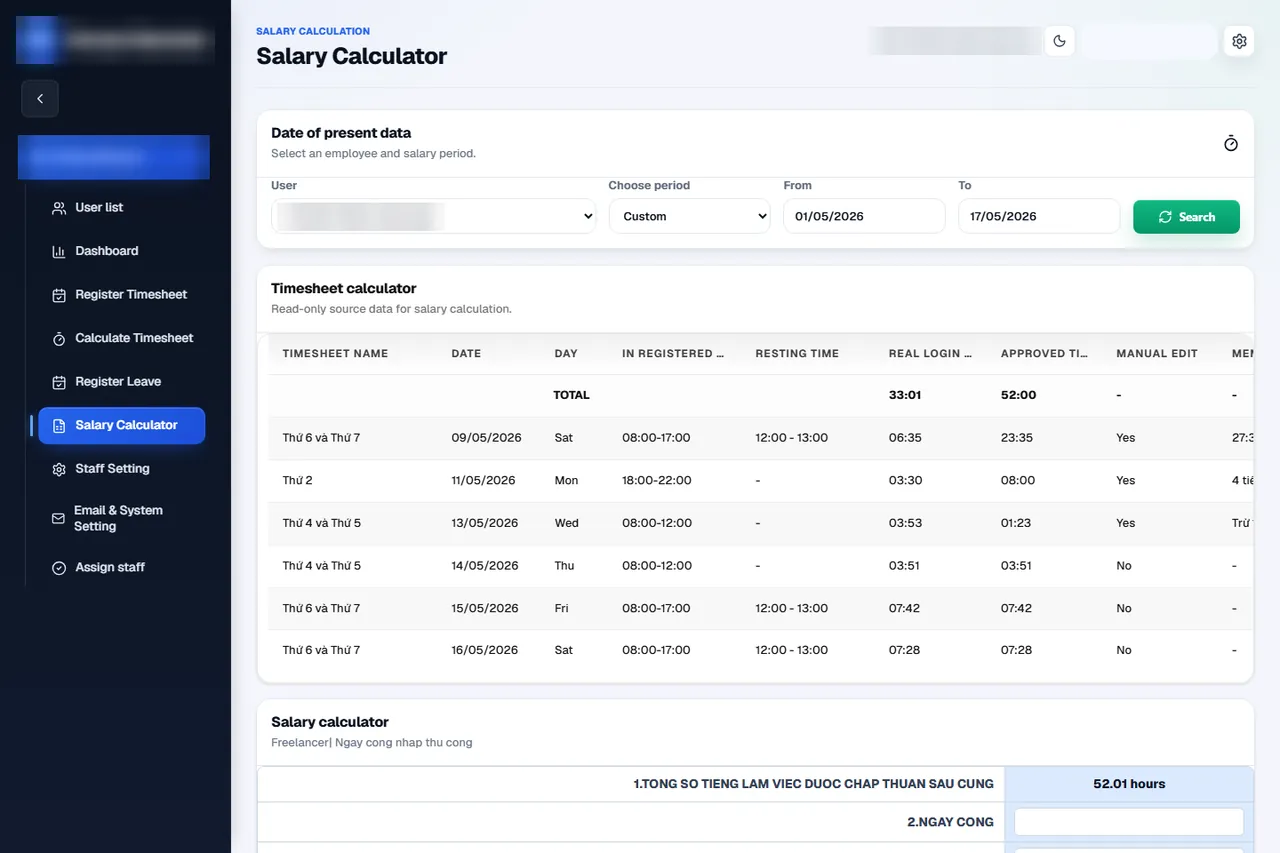 SALARY CALCULATION
Salary Calculator
User list
Dashboard
Register Timesheet
Calculate Timesheet
Register Leave
Salary Calculator
Staff Setting
Email & System
Setting
Assign staff
Date of present data
Select an employee and salary period.
User Choose period From To
Custom 01/05/2026 17/05/2026 Search
Timesheet calculator
Read-only source data for salary calculation.
TIMESHEET NAME DATE DAY IN REGISTERED ... RESTING TIME REAL LOGIN ... APPROVED TI... MANUAL EDIT
TOTAL 33:01 52:00 - -
Thứ 6 và Thứ 7 09/05/2026 Sat 08:00-17:00 12:00 - 13:00 06:35 23:35 Yes
Thứ 2 11/05/2026 Mon 18:00-22:00 - 03:30 08:00 Yes 4
Thứ 4 và Thứ 5 13/05/2026 Wed 08:00-12:00 - 03:53 01:23 Yes Trừ
Thứ 4 và Thứ 5 14/05/2026 Thu 08:00-12:00 - 03:51 03:51 No -
Thứ 6 và Thứ 7 15/05/2026 Fri 08:00-17:00 12:00 - 13:00 07:42 07:42 No -
Thứ 6 và Thứ 7 16/05/2026 Sat 08:00-17:00 12:00 - 13:00 07:28 07:28 No -
Salary calculator
Freelancer| Ngay cong nhap thu cong
1.TONG SO TIENG LAM VIEC DUOC CHAP THUAN SAU CUNG 52.01 hours
2.NGAY CONG